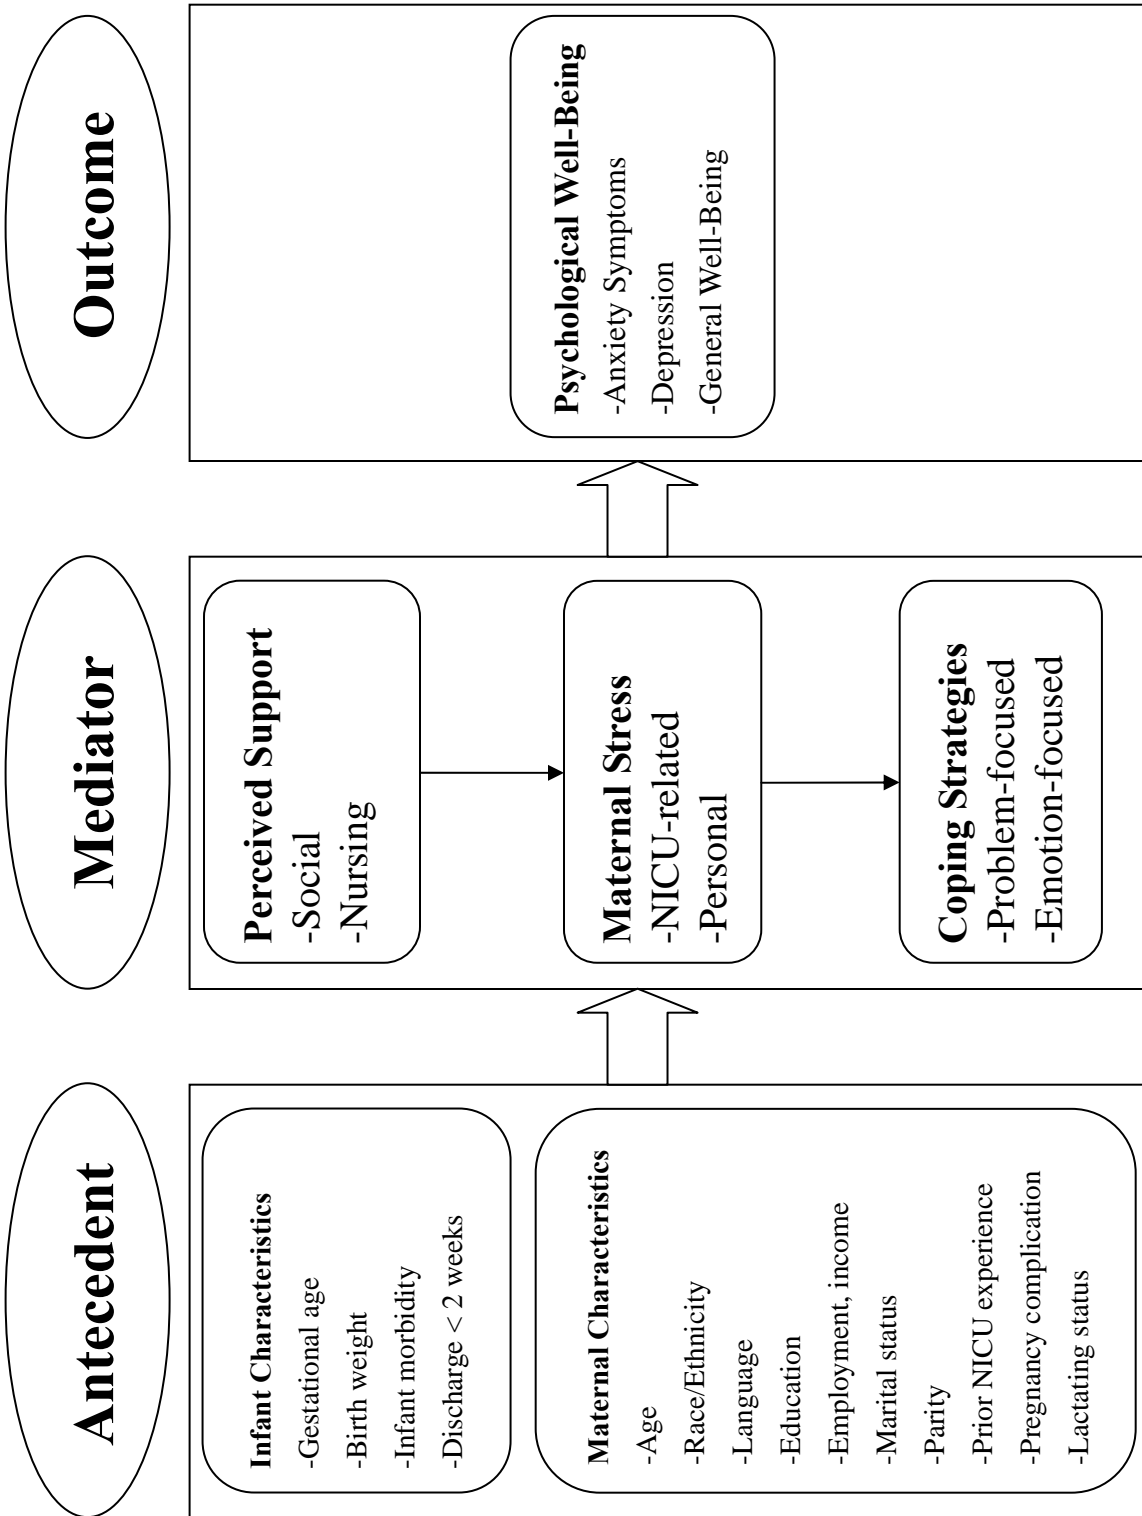 Antecedent
Mediator
Outcome
Infant Characteristics
-Gestational age
-Birth weight
-Infant morbidity
-Discharge < 2 weeks
Maternal Characteristics
-Age
-Race/Ethnicity
-Language
-Education
-Employment, income
-Marital status
-Parity
-Prior NICU experience
-Pregnancy complication
-Lactating status
Perceived Support
-Social
-Nursing
Maternal Stress
-NICU-related
-Personal
Coping Strategies
-Problem-focused
-Emotion-focused
Psychological Well-Being
-Anxiety Symptoms
-Depression
-General Well-Being